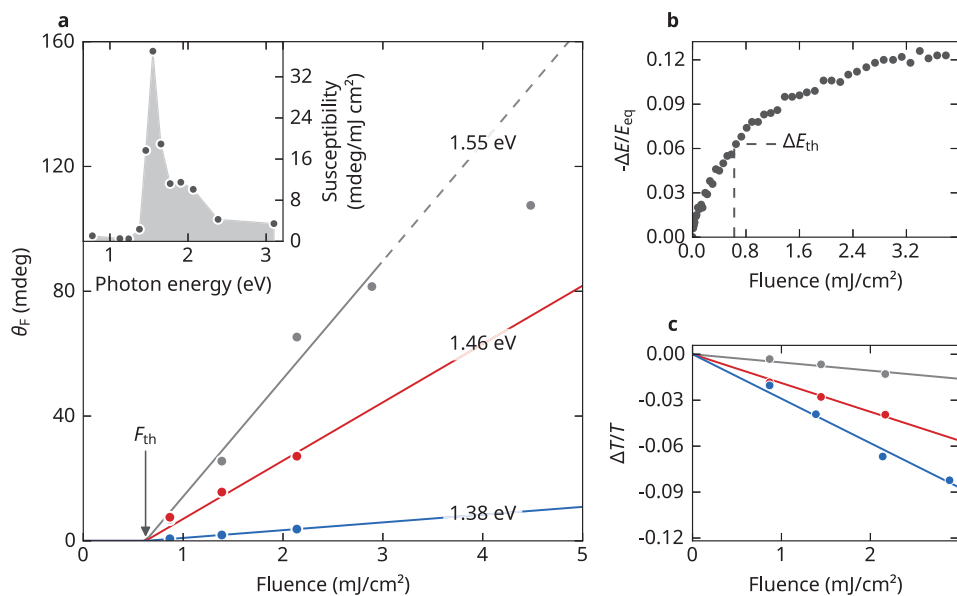 a
160
120
80
40
0
θF (mdeg)
0
1
2
3
4
5
Fluence (mJ/cm²)
1.55 eV
1.46 eV
1.38 eV
Fth
36
24
12
0
Susceptibility
(mdeg/mJ cm²)
1
2
3
Photon energy (eV)
b
0.12
0.09
0.06
0.03
0.00
-ΔE/Eeq
ΔEth
0.0
0.8
1.6
2.4
3.2
Fluence (mJ/cm²)
c
0.00
-0.03
-0.06
-0.09
-0.12
ΔT/T
0
1
2
Fluence (mJ/cm²)